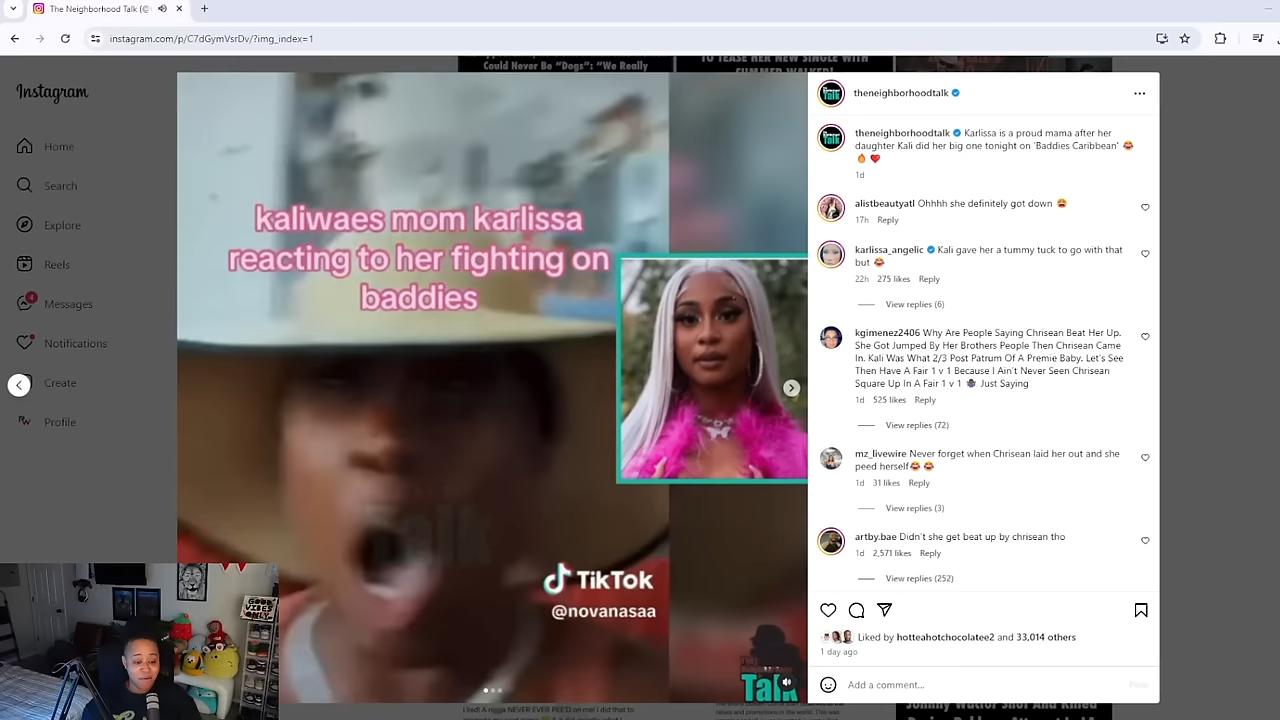 The Neighborhood Talk (@
instagram.com/p/C7dGymVsrDv/?img_index=1
Could Never Be "Dogs": "We Really
TO TEASE HER NEW SINGLE WITH
SUMMER WALKER!
Instagram
Home
Search
Explore
Reels
4
Messages
Notifications
Create
Profile
kaliwaes mom karlissa
reacting to her fighting on
baddies
TikTok
@novanasaa
Talk
theneighborhoodtalk
theneighborhoodtalk Karlissa is a proud mama after her
daughter Kali did her big one tonight on 'Baddies Caribbean' 😂
🔥 ❤️
1d
alistbeautyatl Ohhhh she definitely got down 😩
17h Reply
karlissa_angelic Kali gave her a tummy tuck to go with that
but 😂
22h 275 likes Reply
View replies (6)
kgimenez2406 Why Are People Saying Chrisean Beat Her Up.
She Got Jumped By Her Brothers People Then Chrisean Came
In. Kali Was What 2/3 Post Patrum Of A Premie Baby. Let's See
Then Have A Fair 1 v 1 Because I Ain't Never Seen Chrisean
Square Up In A Fair 1 v 1 🤷🏿‍♀️ Just Saying
1d 525 likes Reply
View replies (72)
mz_livewire Never forget when Chrisean laid her out and she
peed herself😂 😂
1d 31 likes Reply
View replies (3)
artby.bae Didn't she get beat up by chrisean tho
1d 2,571 likes Reply
View replies (252)
Liked by hotteahotchocolatee2 and 33,014 others
1 day ago
Add a comment...
Post